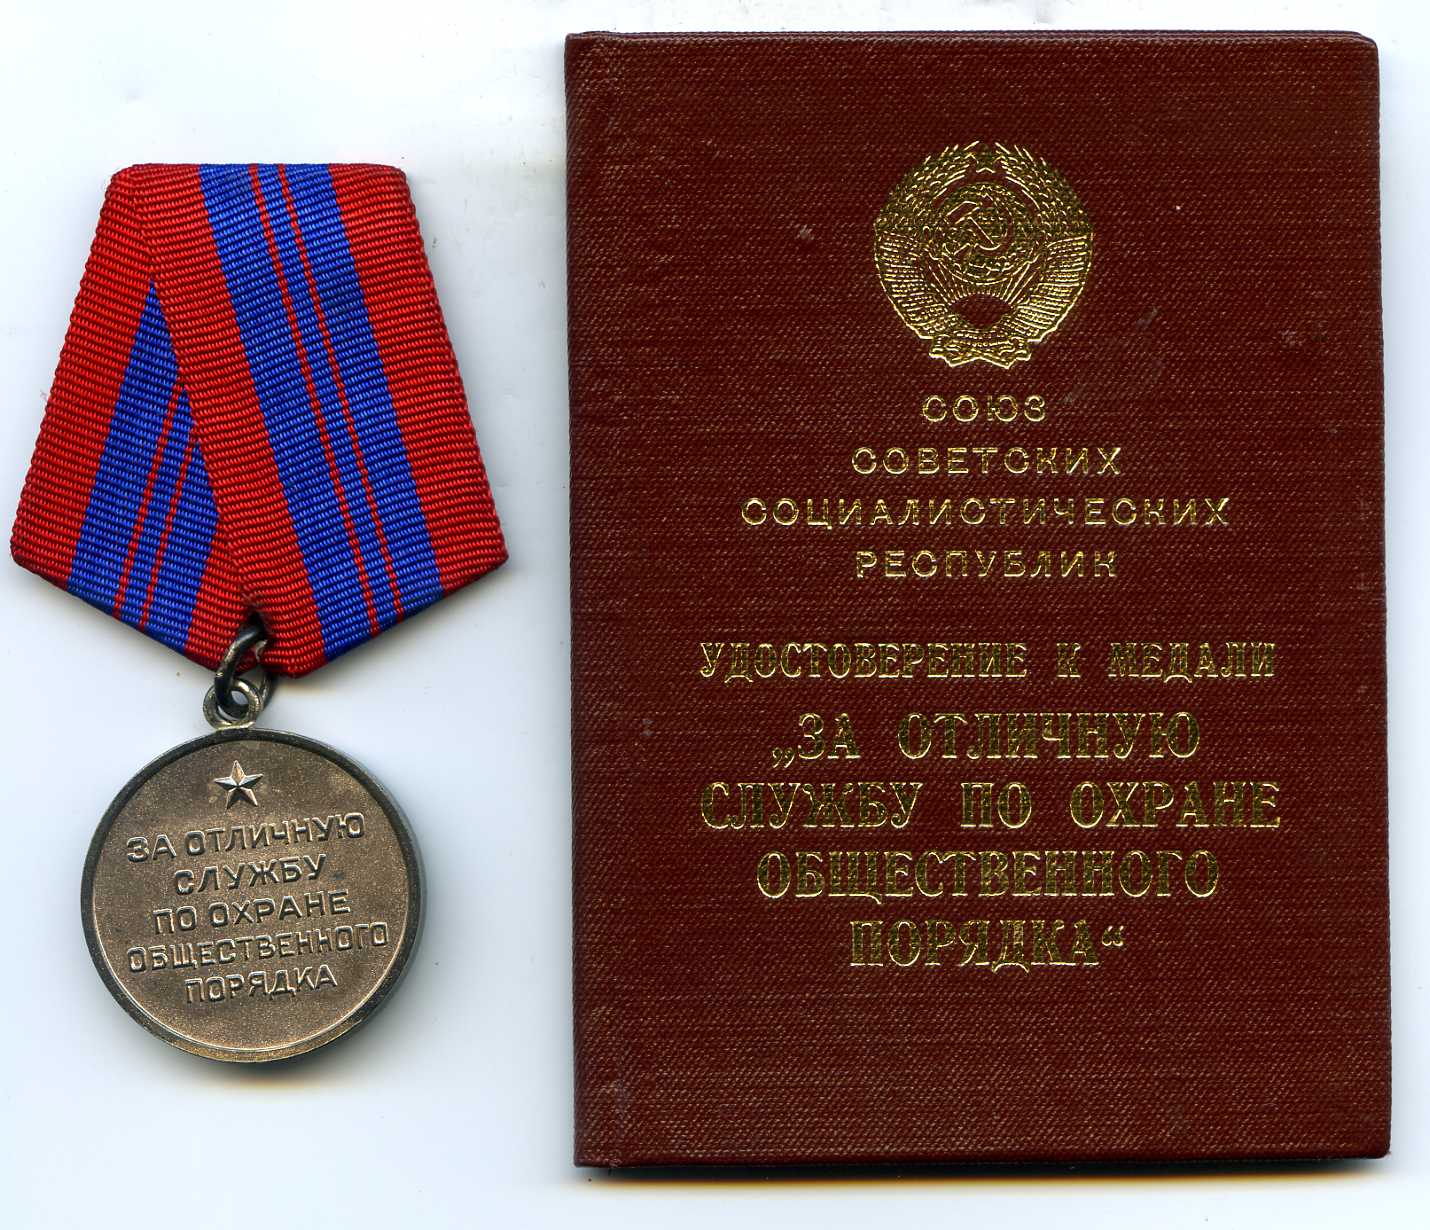 ЗА ОТЛИЧНУЮ
СЛУЖБУ
ПО ОХРАНЕ
ОБЩЕСТВЕННОГО
ПОРЯДКА
СОЮЗ
СОВЕТСКИХ
СОЦИАЛИСТИЧЕСКИХ
РЕСПУБЛИК
УДОСТОВЕРЕНИЕ К МЕДАЛИ
„ЗА ОТЛИЧНУЮ
СЛУЖБУ ПО ОХРАНЕ
ОБЩЕСТВЕННОГО
ПОРЯДКА“